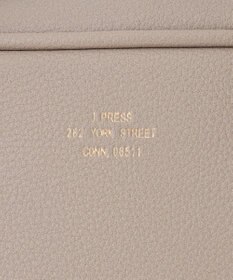 J. PRESS
262 YORK STREET
CONN. 06511